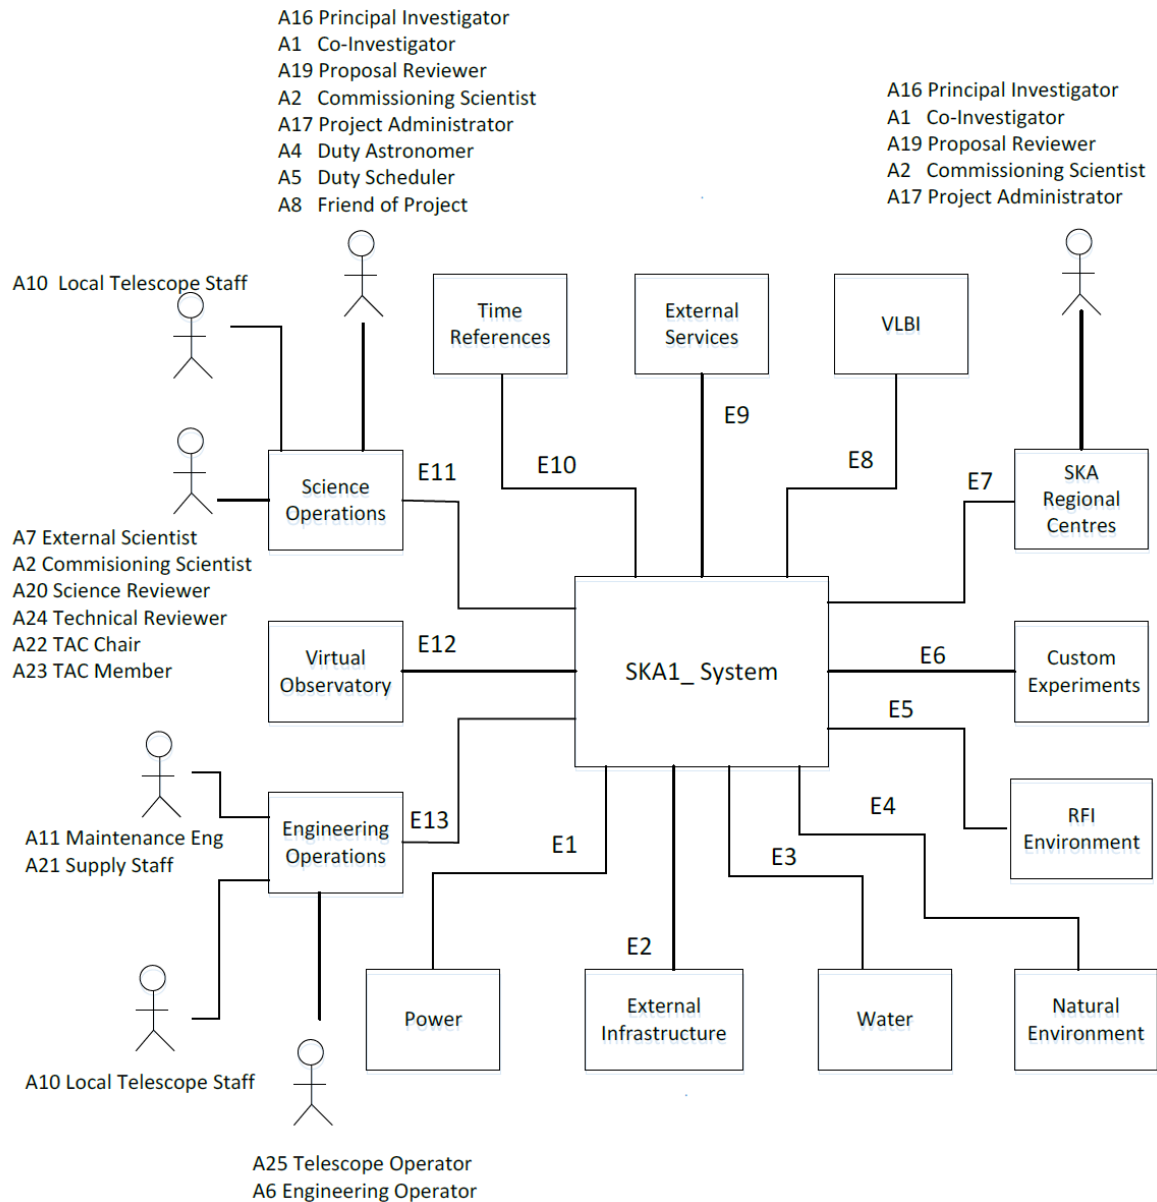 A16 Principal Investigator
A1 Co-Investigator
A19 Proposal Reviewer
A2 Commissioning Scientist
A17 Project Administrator
A4 Duty Astronomer
A5 Duty Scheduler
A8 Friend of Project
A16 Principal Investigator
A1 Co-Investigator
A19 Proposal Reviewer
A2 Commissioning Scientist
A17 Project Administrator
A10 Local Telescope Staff
Time
References
External
Services
VLBI
E9
E10
E8
E11
E7
Science
Operations
SKA
Regional
Centres
A7 External Scientist
A2 Commisioning Scientist
A20 Science Reviewer
A24 Technical Reviewer
A22 TAC Chair
A23 TAC Member
E12
Virtual
Observatory
SKA1_ System
E6
Custom
Experiments
E5
A11 Maintenance Eng
A21 Supply Staff
Engineering
Operations
E13
E1
E3
E4
RFI
Environment
E2
Power
External
Infrastructure
Water
Natural
Environment
A10 Local Telescope Staff
A25 Telescope Operator
A6 Engineering Operator